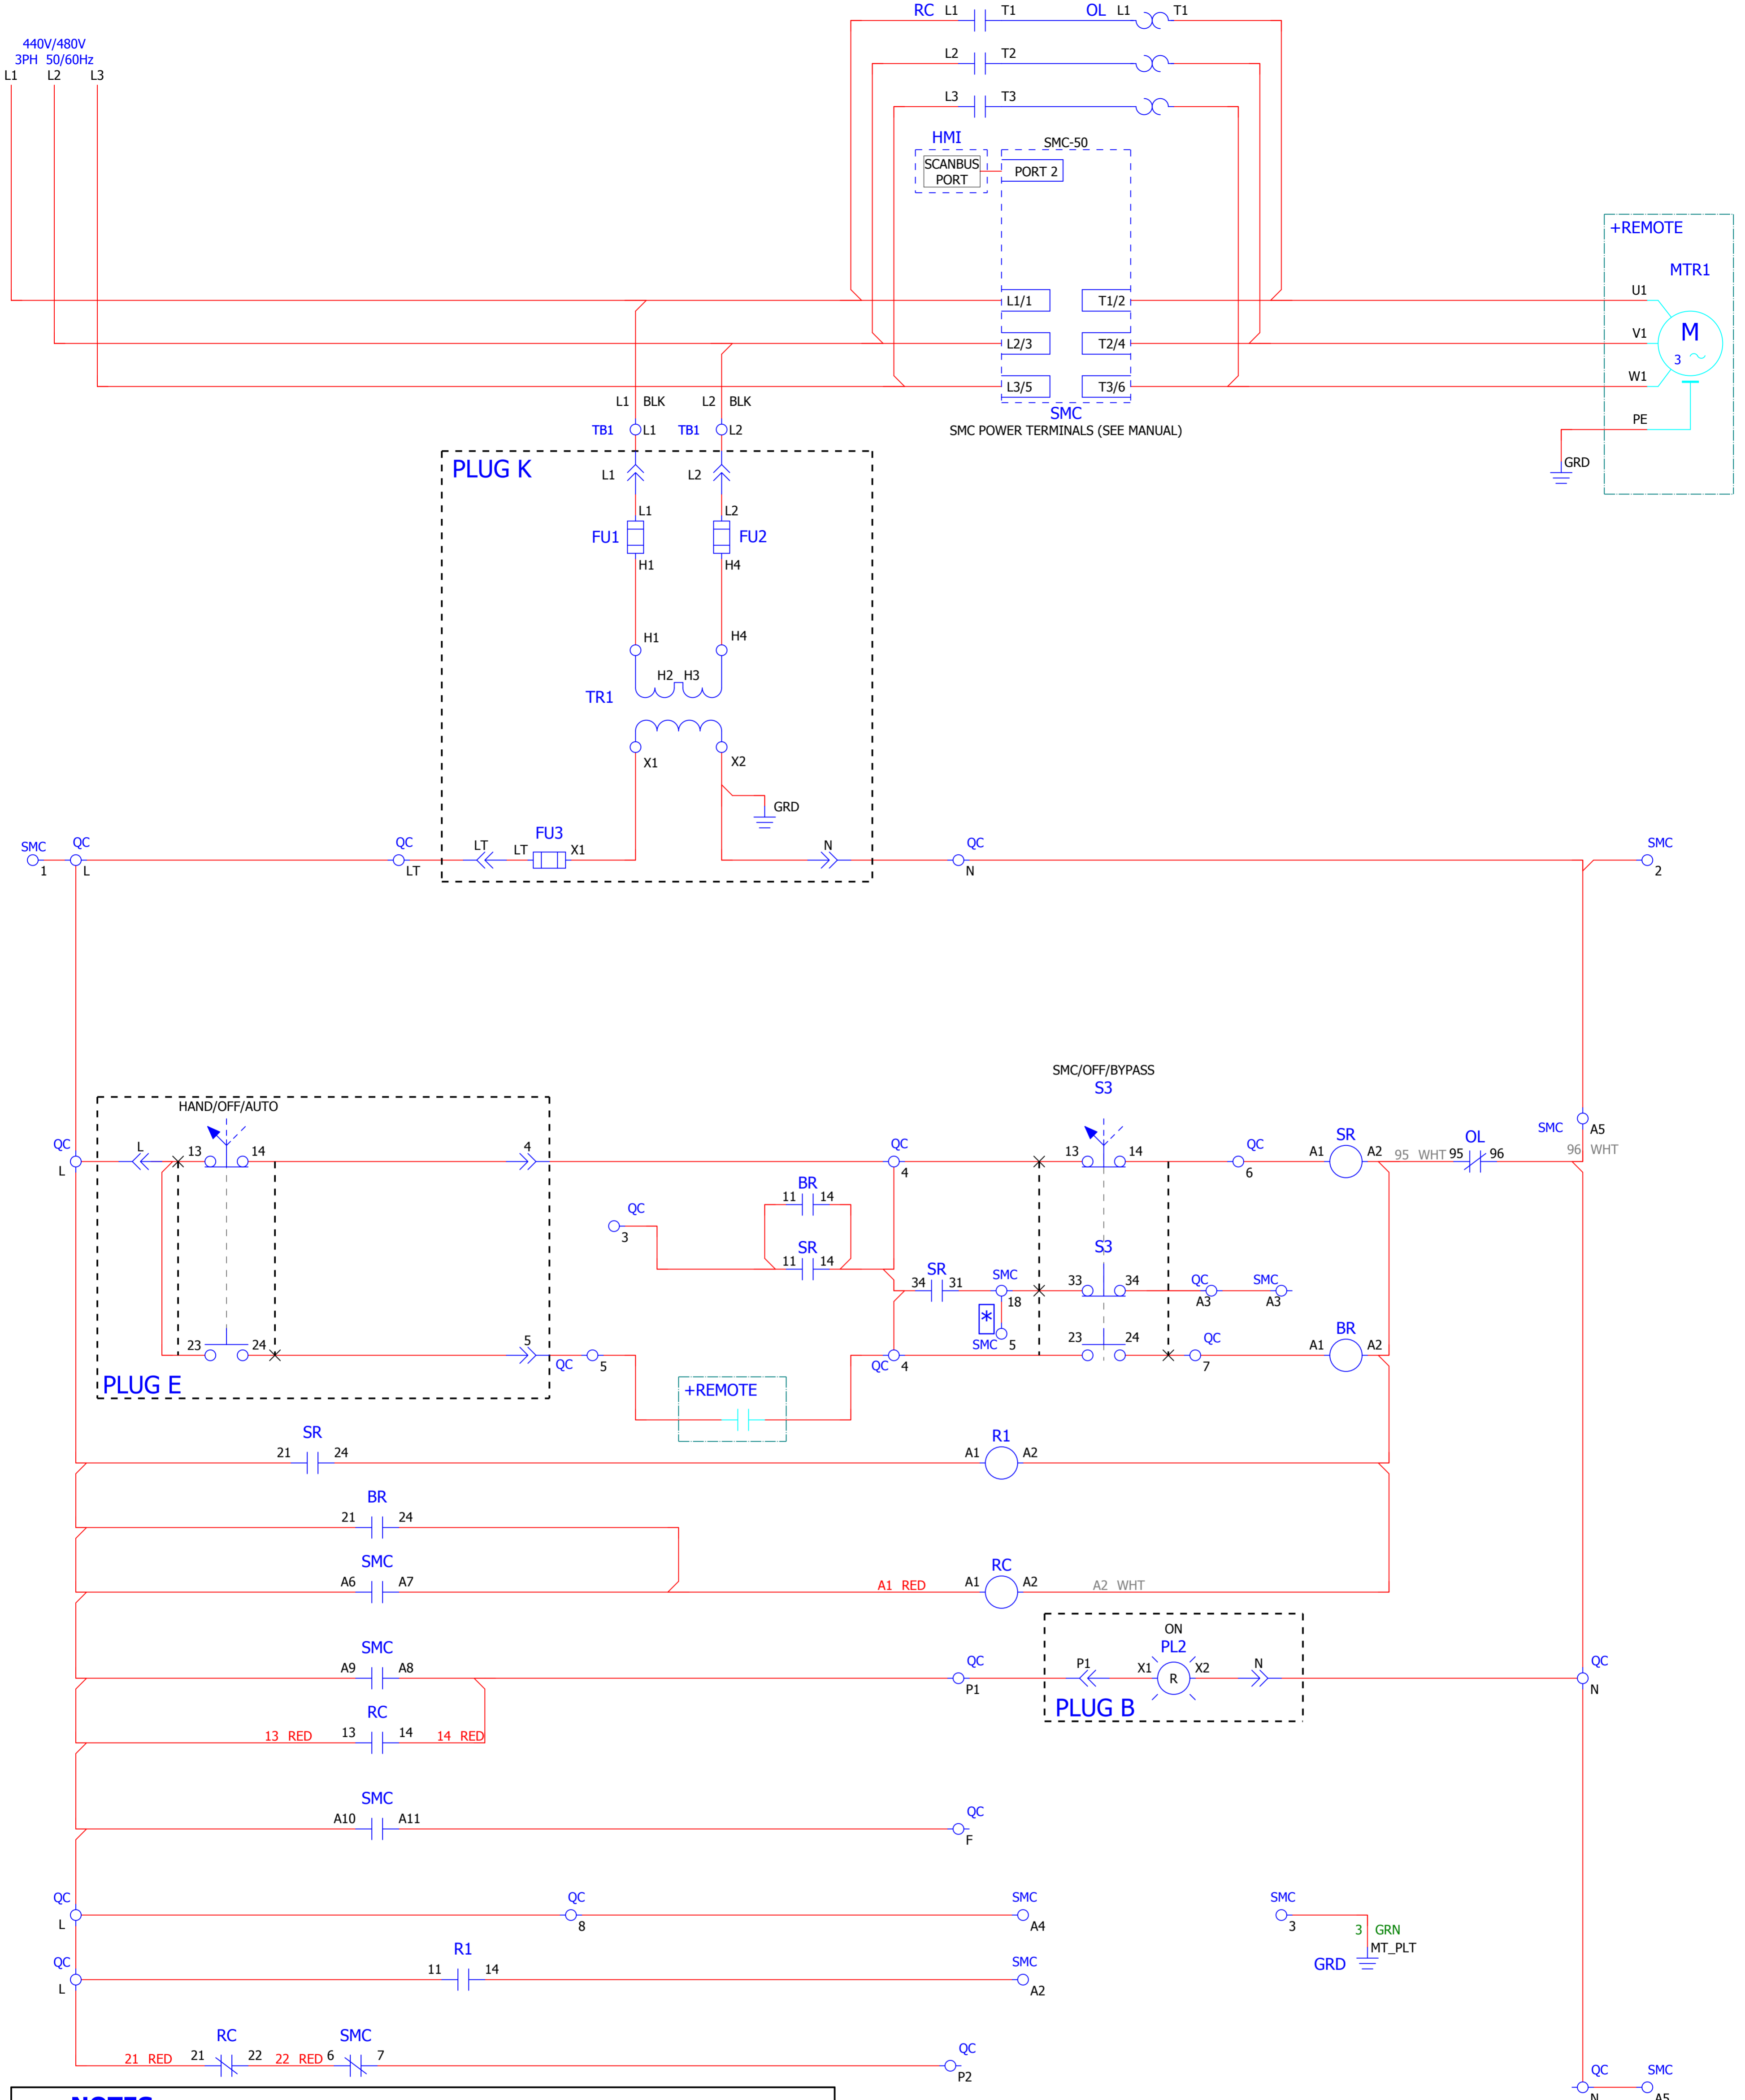 RC L1 T1 OL L1 T1
440V/480V
3PH 50/60Hz
L1 L2 L3
L2 T2
L3 T3
HMI
SMC-50
SCANBUS
PORT
PORT 2
+REMOTE
MTR1
L1/1 T1/2 U1
L2/3 T2/4 V1
M
3
L3/5 T3/6 W1
L1 BLK L2 BLK
SMC
SMC POWER TERMINALS (SEE MANUAL)
PE
GRD
TB1 L1 TB1 L2
PLUG K
L1 L2
L1 L2
FU1 FU2
H1 H4
H1 H4
H2 H3
TR1
X1 X2
GRD
SMC QC QC FU3 QC SMC
LT LT X1 N
1 L LT N 2
SMC/OFF/BYPASS
S3
HAND/OFF/AUTO
SMC A5
QC L 4 QC QC SR OL
13 14 13 14 A1 A2 95 WHT 95 96 96 WHT
L 4 6
BR
11 14
QC
3
SR S3
11 14
SR SMC QC SMC
34 31 33 34
18 A3 A3
*
SMC 5
BR
23 24 5 23 24 QC A1 A2
QC 5 QC 4 7
PLUG E
+REMOTE
SR R1
21 24 A1 A2
BR
21 24
SMC RC
A6 A7 A1 RED A1 A2 A2 WHT
ON
SMC PL2
A9 A8 QC P1 X1 R X2 N QC
P1 N
PLUG B
RC
13 RED 13 14 14 RED
SMC
A10 A11 QC
F
QC QC SMC SMC
L 8 A4 3
3 GRN
MT_PLT
GRD
QC R1 SMC
11 14
L A2
RC SMC
21 RED 21 22 22 RED 6 7 QC
P2
QC SMC
N A5
NOTES